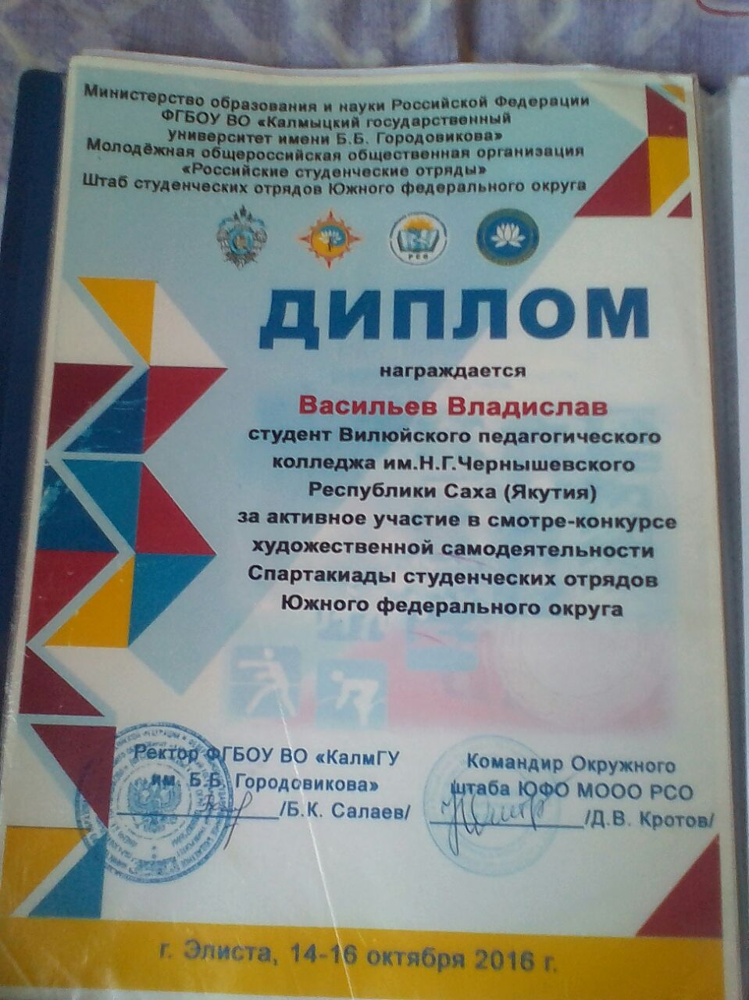 Министерство образования и науки Российской Федерации
ФГБОУ ВО «Калмыцкий государственный
университет имени Б.Б. Городовикова»
Молодёжная общероссийская общественная организация
«Российские студенческие отряды»
Штаб студенческих отрядов Южного федерального округа
РСО
ДИПЛОМ
награждается
Васильев Владислав
студент Вилюйского педагогического
колледжа им.Н.Г.Чернышевского
Республики Саха (Якутия)
за активное участие в смотре-конкурсе
художественной самодеятельности
Спартакиады студенческих отрядов
Южного федерального округа
Ректор ФГБОУ ВО «КалмГУ
им. Б.Б. Городовикова»
/Б.К. Салаев/
Командир Окружного
штаба ЮФО МООО РСО
/Д.В. Кротов/
г. Элиста, 14-16 октября 2016 г.